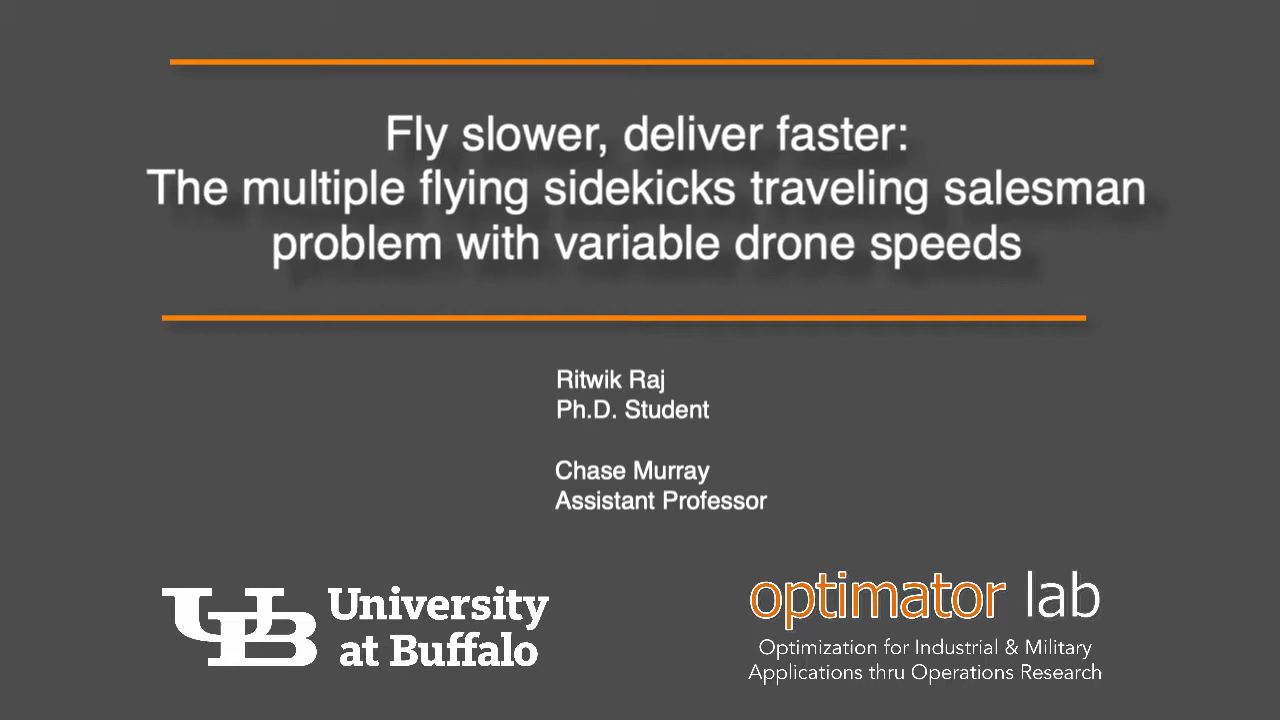 Fly slower, deliver faster:
The multiple flying sidekicks traveling salesman
problem with variable drone speeds
Ritwik Raj
Ph.D. Student
Chase Murray
Assistant Professor
UB
University
at Buffalo
optimator lab
Optimization for Industrial & Military
Applications thru Operations Research